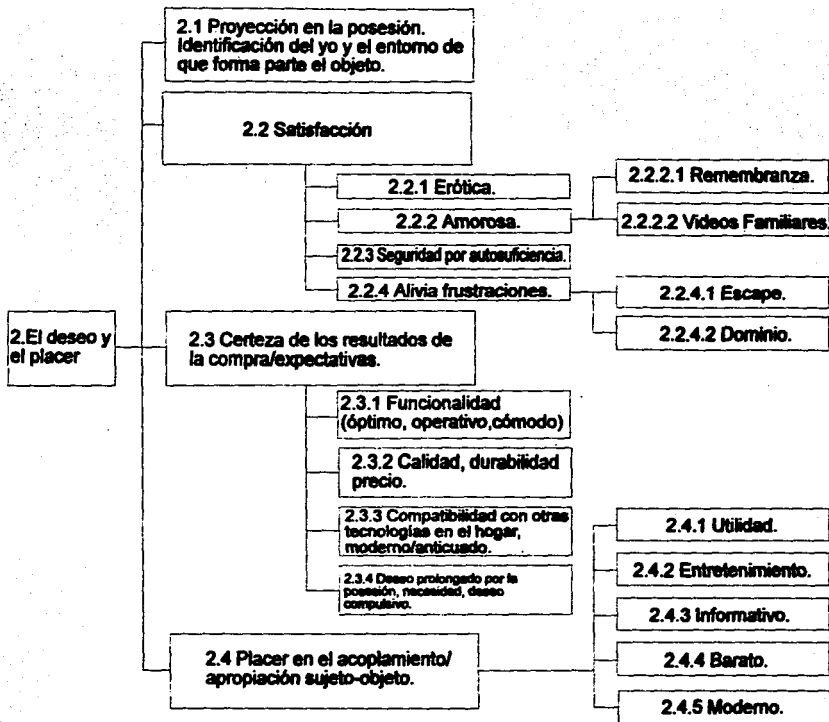 2.El deseo y
el placer
2.1 Proyección en la posesión.
Identificación del yo y el entorno de
que forma parte el objeto.
2.2 Satisfacción
2.2.1 Erótica.
2.2.2 Amorosa.
2.2.2.1 Remembranza.
2.2.2.2 Videos Familiares.
2.2.3 Seguridad por autosuficiencia.
2.2.4 Alivia frustraciones.
2.2.4.1 Escape.
2.2.4.2 Dominio.
2.3 Certeza de los resultados de
la compra/expectativas.
2.3.1 Funcionalidad
(óptimo, operativo,cómodo)
2.3.2 Calidad, durabilidad
precio.
2.3.3 Compatibilidad con otras
tecnologías en el hogar,
moderno/anticuado.
2.3.4 Deseo prolongado por la
posesión, necesidad, deseo
compulsivo.
2.4 Placer en el acoplamiento/
apropiación sujeto-objeto.
2.4.1 Utilidad.
2.4.2 Entretenimiento.
2.4.3 Informativo.
2.4.4 Barato.
2.4.5 Moderno.